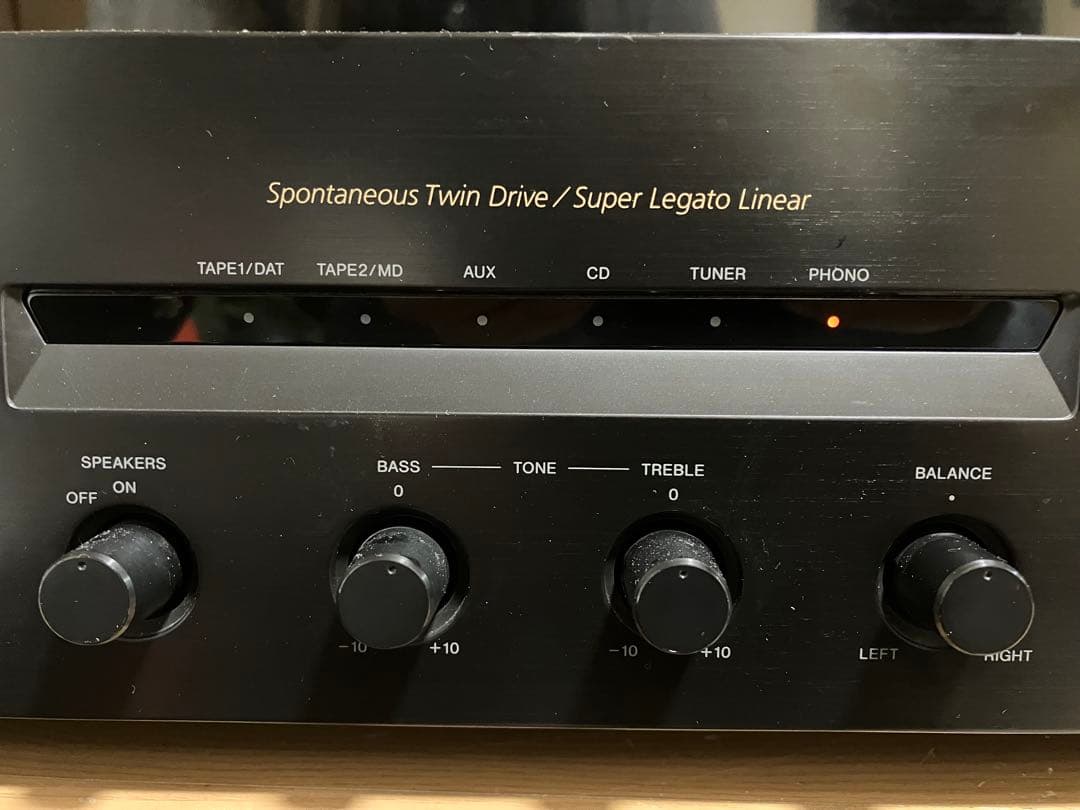 Spontaneous Twin Drive / Super Legato Linear
TAPE1/DAT TAPE2/MD AUX CD TUNER PHONO
SPEAKERS
OFF ON
BASS TONE TREBLE
0 0
-10 +10 -10 +10
BALANCE
LEFT RIGHT